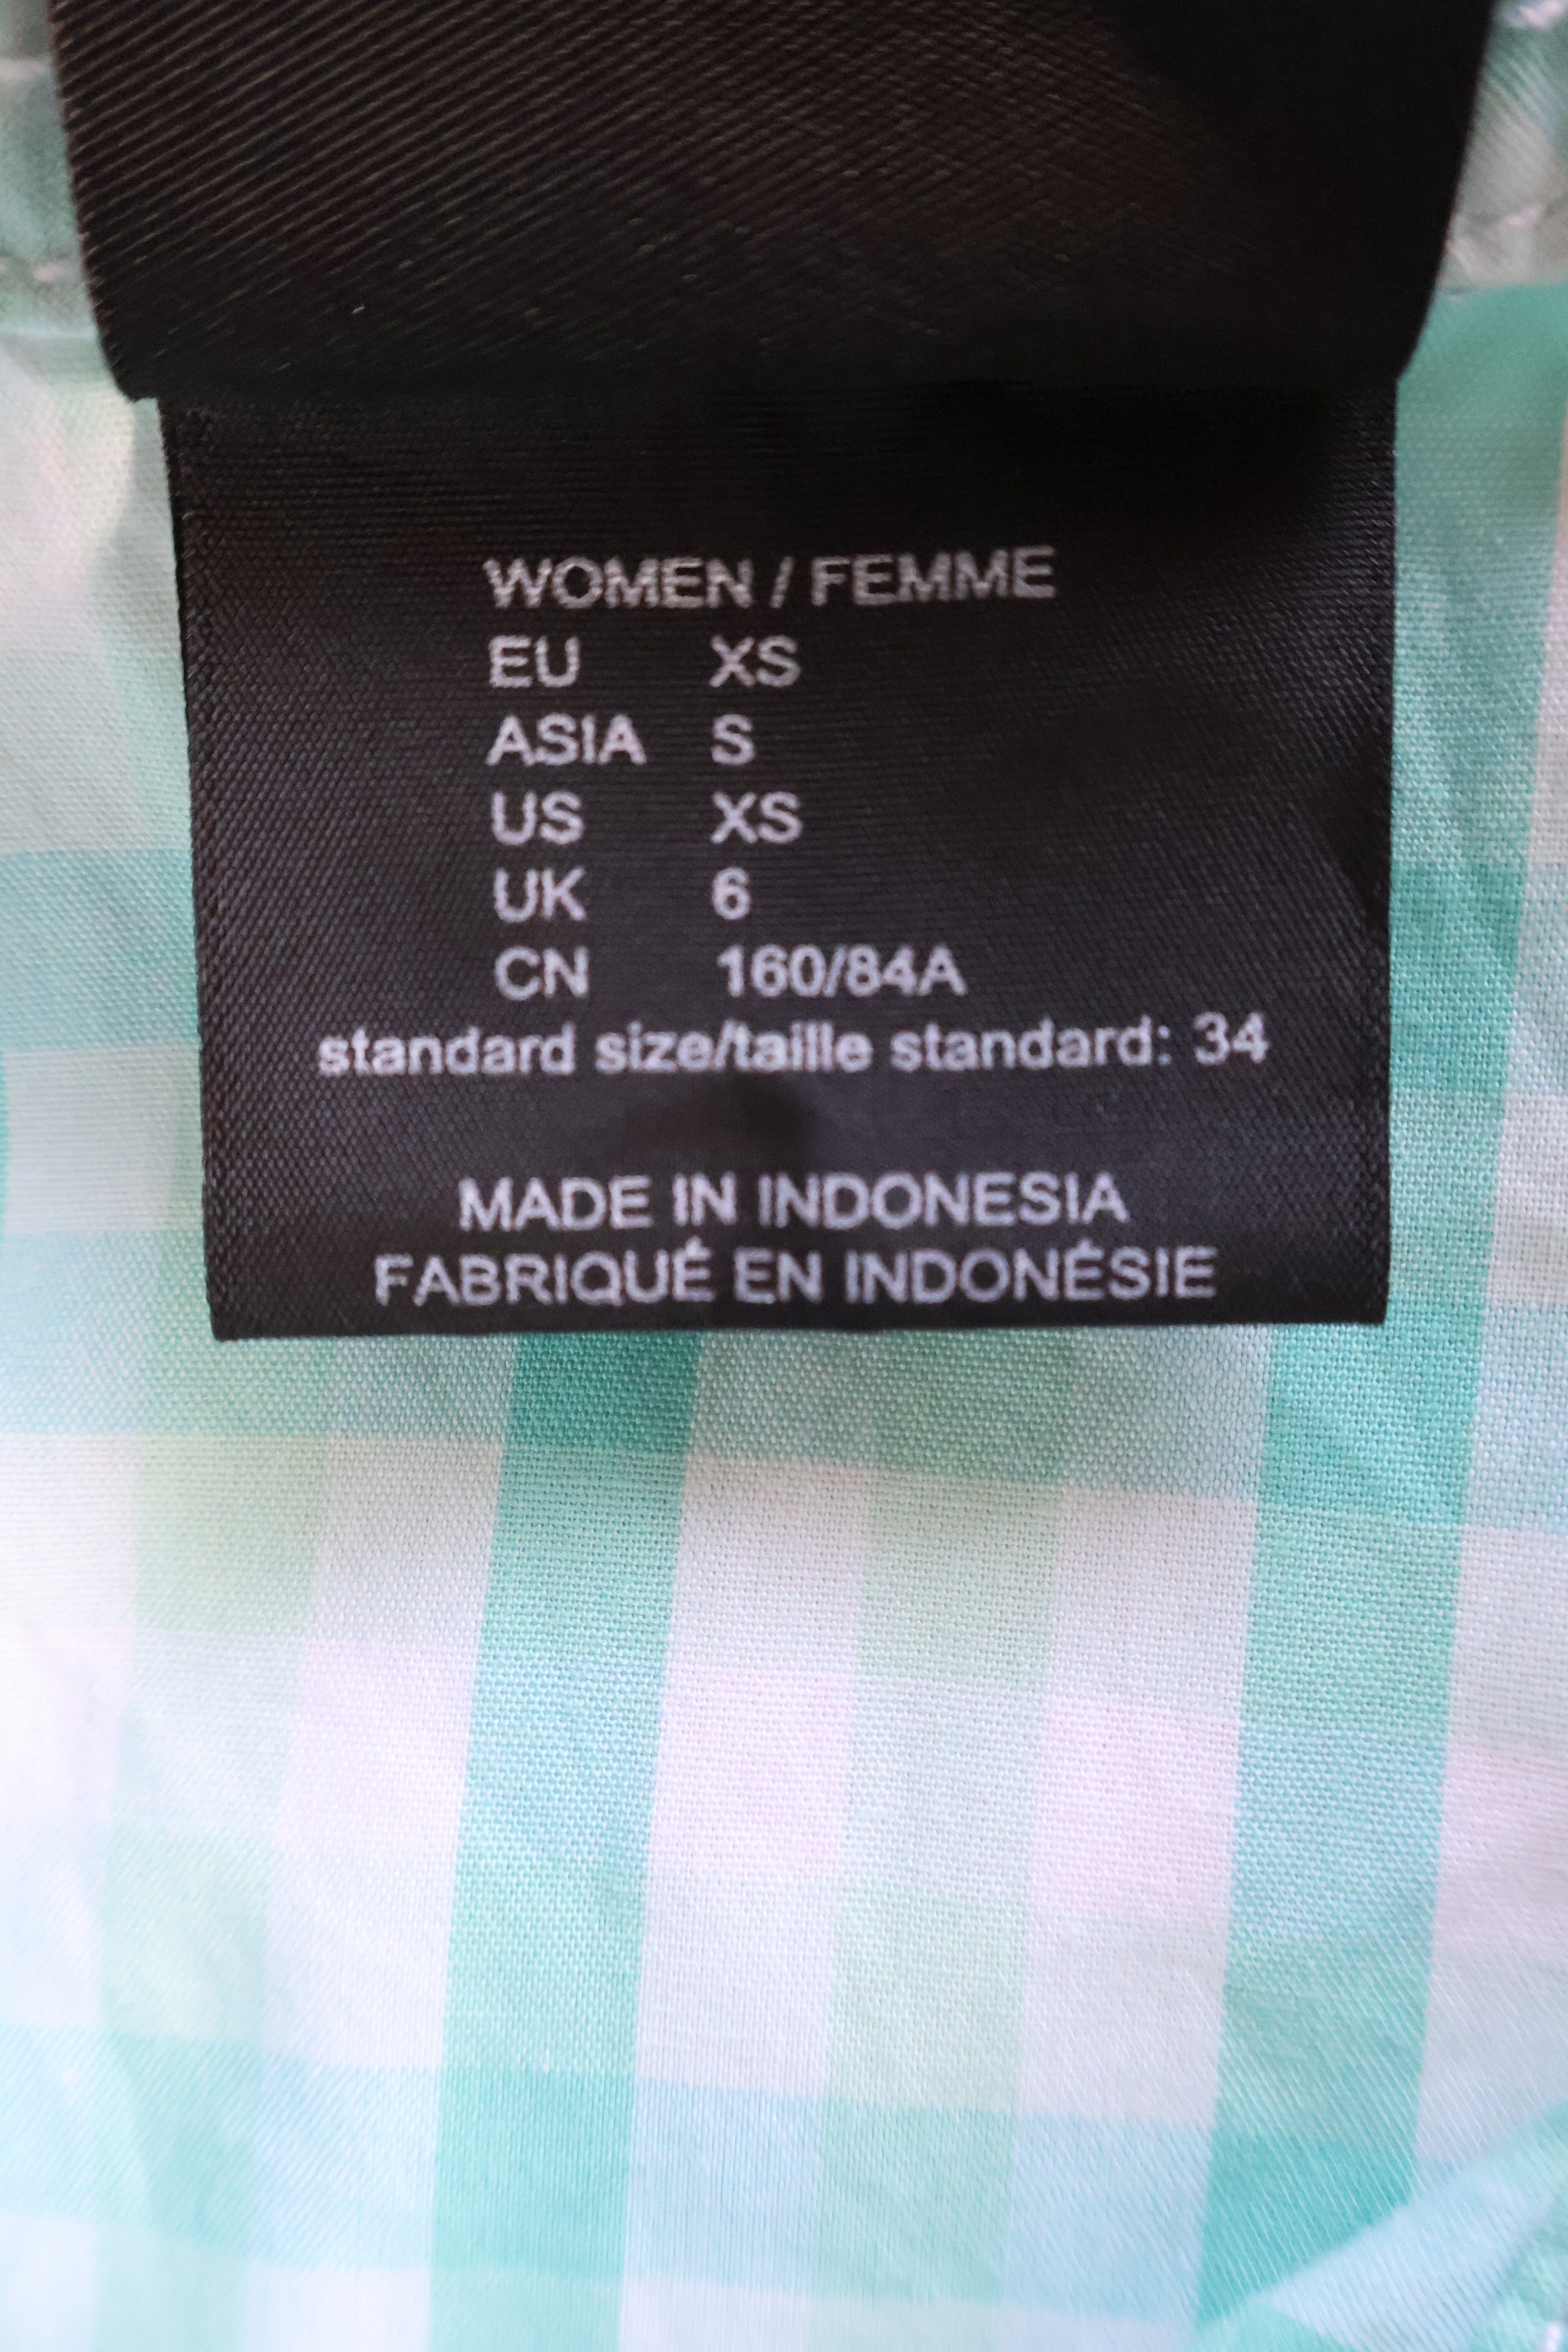 WOMEN / FEMME
EU XS
ASIA S
US XS
UK 6
CN 160/84A
standard size/taille standard: 34
MADE IN INDONESIA
FABRIQUÉ EN INDONÉSIE